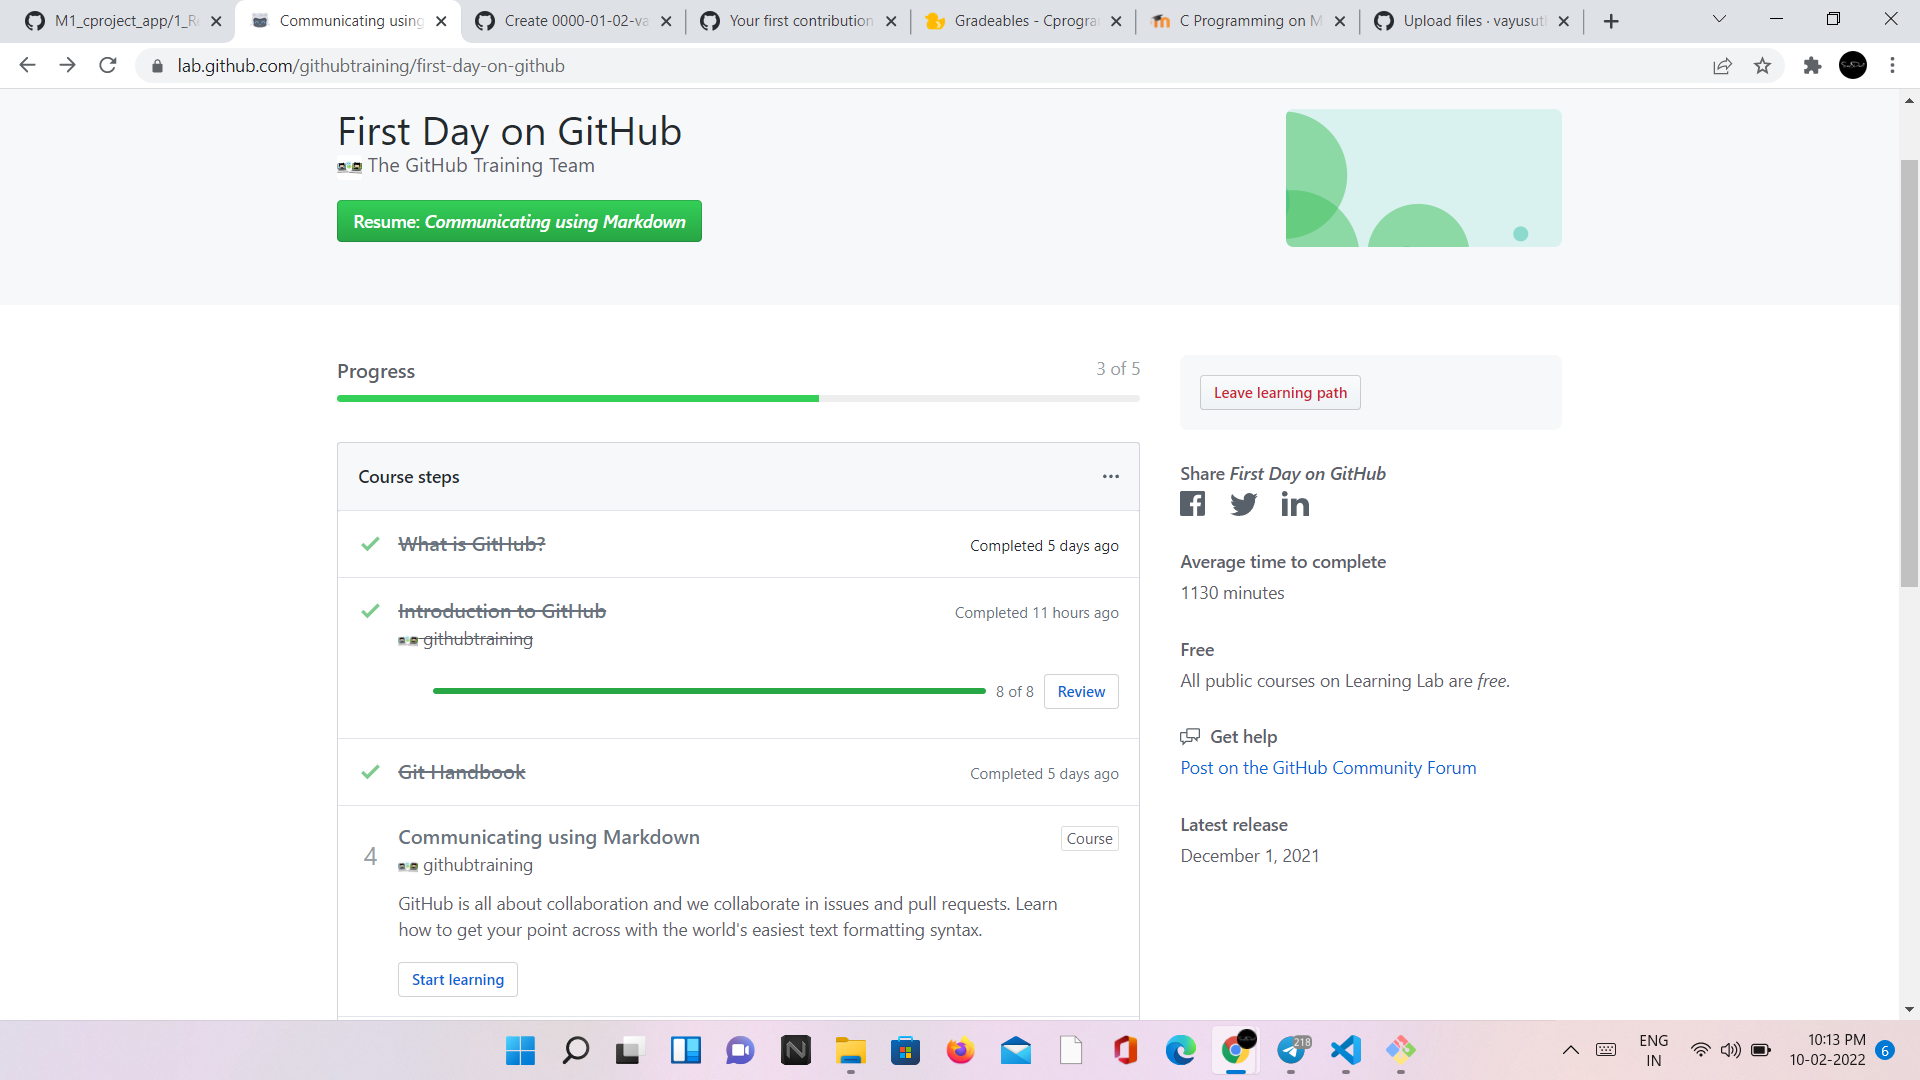 M1_cproject_app/1_Re
Communicating using
Create 0000-01-02-va
Your first contribution
Gradeables - Cprogra
C Programming on M
Upload files · vayusut
lab.github.com/githubtraining/first-day-on-github
First Day on GitHub
The GitHub Training Team
Resume: Communicating using Markdown
Progress
3 of 5
Leave learning path
Course steps
What is GitHub?
Completed 5 days ago
Introduction to GitHub
Completed 11 hours ago
githubtraining
8 of 8
Review
Git Handbook
Completed 5 days ago
4
Communicating using Markdown
Course
githubtraining
GitHub is all about collaboration and we collaborate in issues and pull requests. Learn
how to get your point across with the world's easiest text formatting syntax.
Start learning
Share First Day on GitHub
Average time to complete
1130 minutes
Free
All public courses on Learning Lab are free.
Get help
Post on the GitHub Community Forum
Latest release
December 1, 2021
218
ENG
IN
10:13 PM
10-02-2022
6